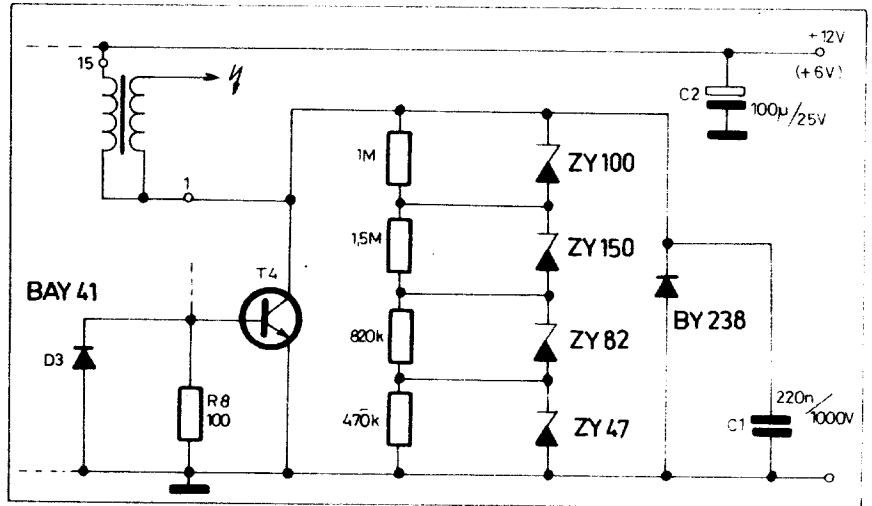 +12V
15
(+6V)
C2
100µ/25V
1M
ZY 100
1
1,5M
ZY 150
T4
BAY 41
820k
ZY 82
BY 238
D3
R8
100
470k
ZY 47
220n/1000V
C1